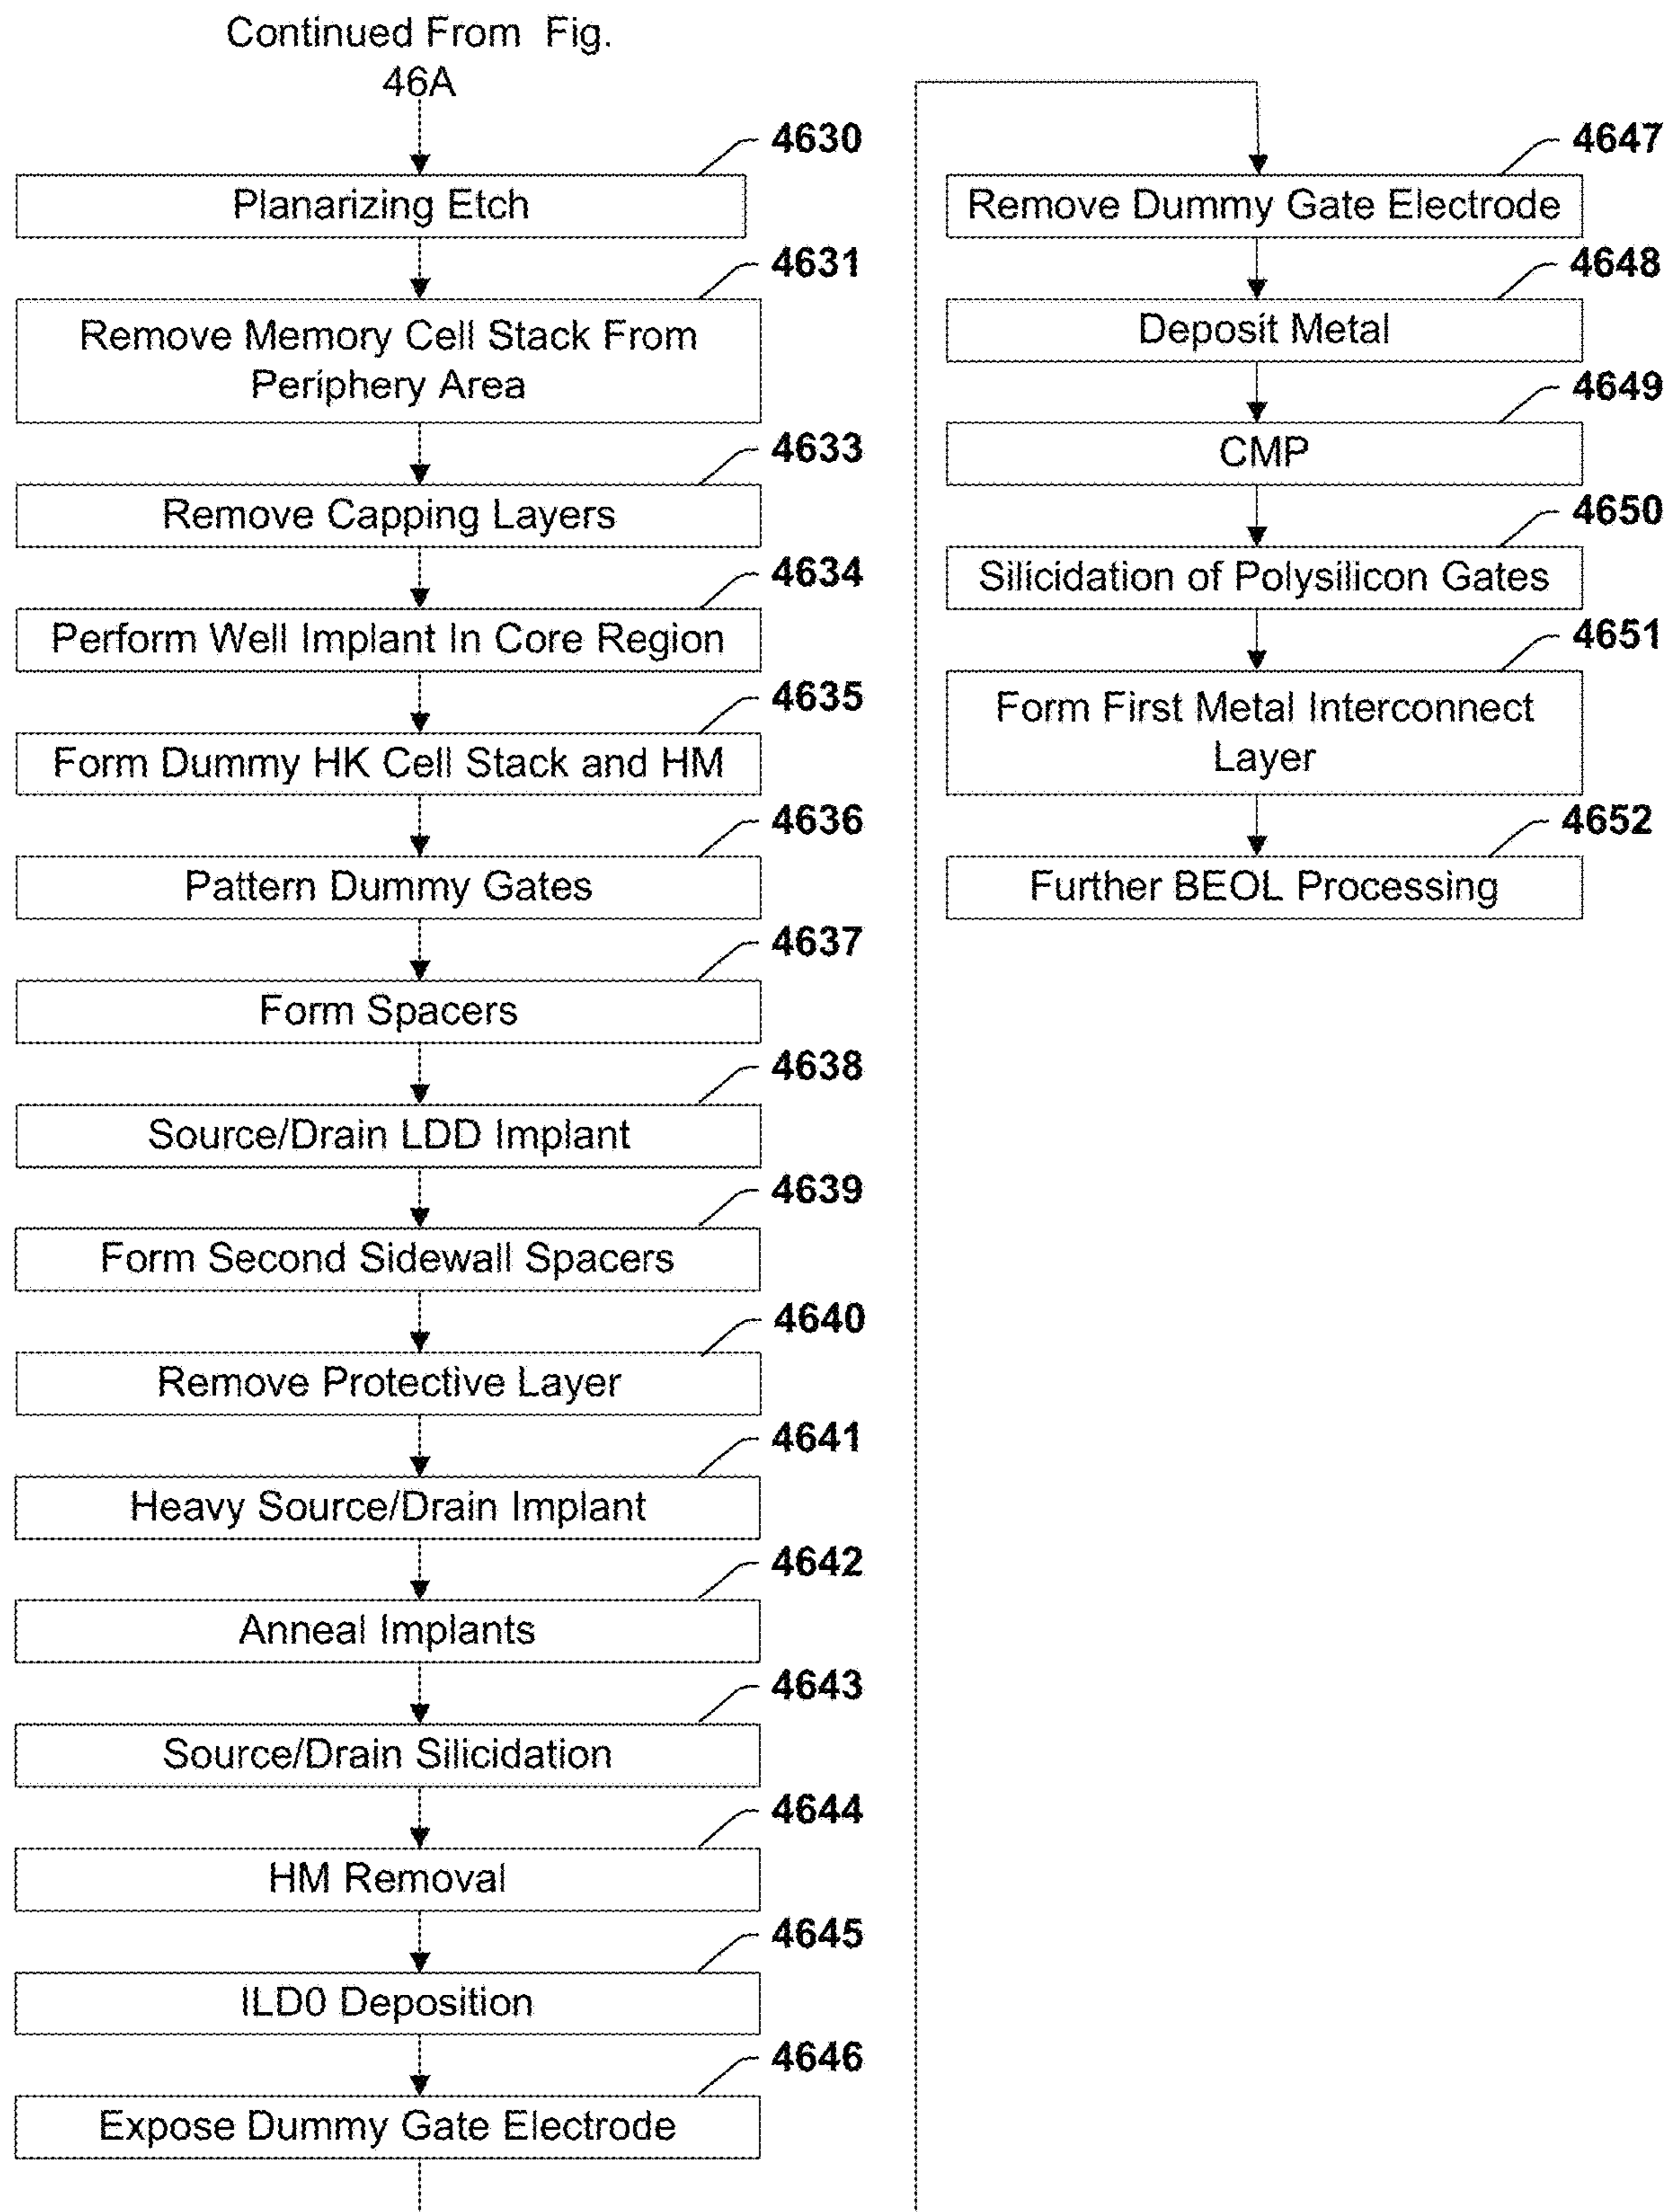 Continued From Fig.
46A
4630
Planarizing Etch
4631
Remove Memory Cell Stack From
Periphery Area
4633
Remove Capping Layers
4634
Perform Well Implant In Core Region
4635
Form Dummy HK Cell Stack and HM
4636
Pattern Dummy Gates
4637
Form Spacers
4638
Source/Drain LDD Implant
4639
Form Second Sidewall Spacers
4640
Remove Protective Layer
4641
Heavy Source/Drain Implant
4642
Anneal Implants
4643
Source/Drain Silicidation
4644
HM Removal
4645
ILD0 Deposition
4646
Expose Dummy Gate Electrode
4647
Remove Dummy Gate Electrode
4648
Deposit Metal
4649
CMP
4650
Silicidation of Polysilicon Gates
4651
Form First Metal Interconnect
Layer
4652
Further BEOL Processing